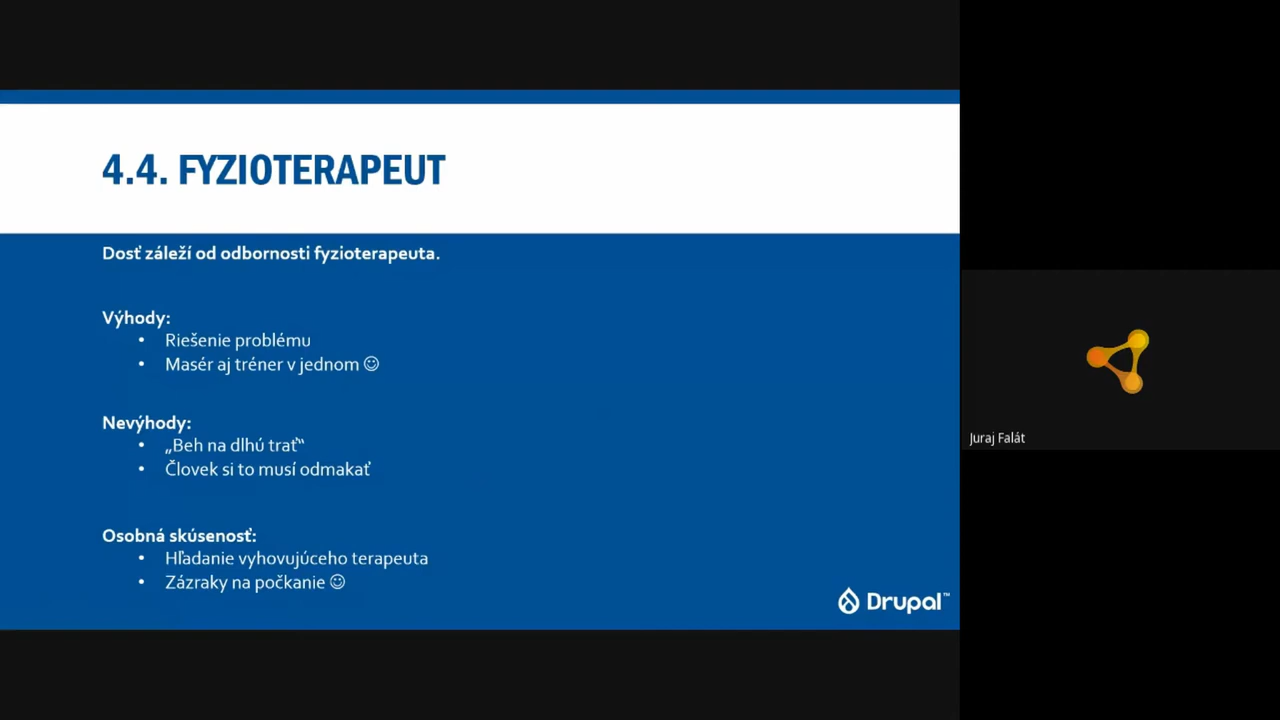 4.4. FYZIOTERAPEUT
Dosť záleží od odbornosti fyzioterapeuta.
Výhody:
• Riešenie problému
• Masér aj tréner v jednom ☺
Nevýhody:
• „Beh na dlhú trať“
• Človek si to musí odmakať
Osobná skúsenosť:
• Hľadanie vyhovujúceho terapeuta
• Zázraky na počkanie ☺
Drupal™
Juraj Falát